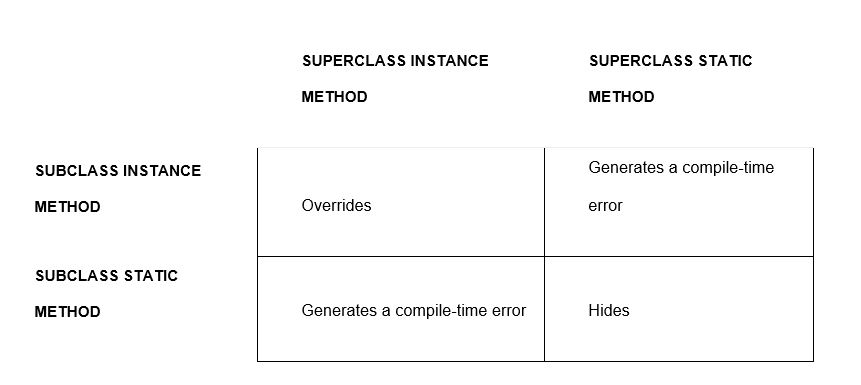 SUPERCLASS INSTANCE
METHOD
SUPERCLASS STATIC
METHOD
SUBCLASS INSTANCE
METHOD
Overrides
Generates a compile-time
error
SUBCLASS STATIC
METHOD
Generates a compile-time error
Hides